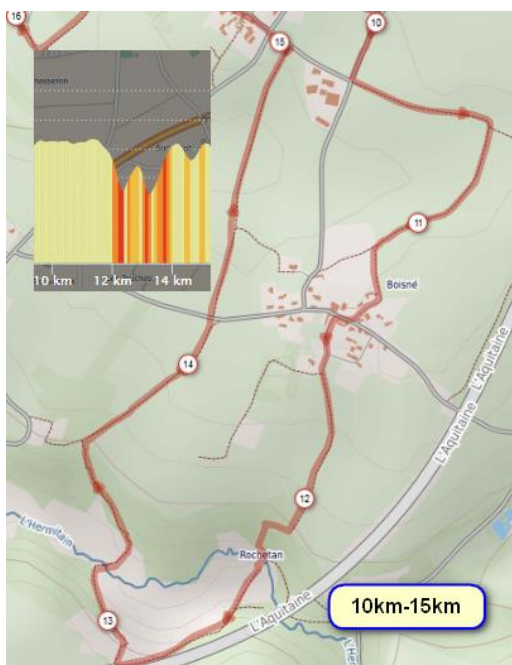 16
15
10
hasseron
10 km
12 km
14 km
11
Boisné
L'Aquitaine
L'Aquitaine
14
12
L'Hermitain
Rochetan
13
L'Aquitaine
10km-15km